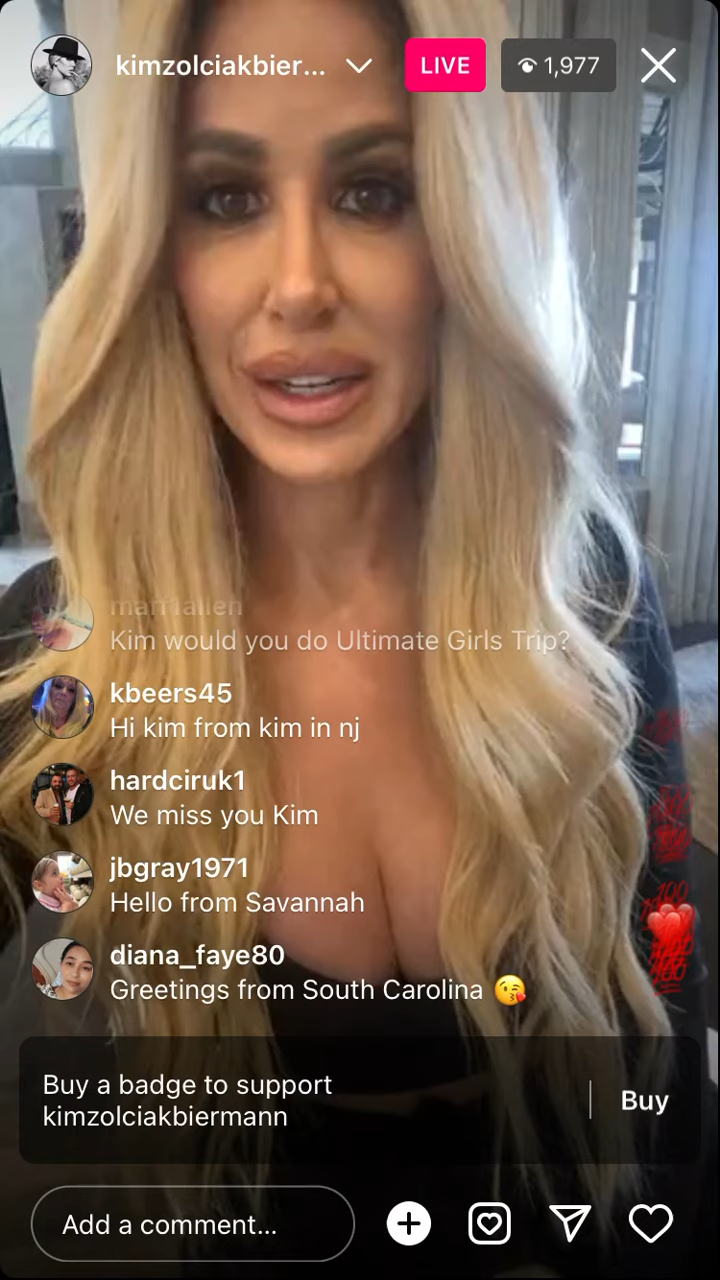 kimzolciakbier...
LIVE
1,977
marr1allen
Kim would you do Ultimate Girls Trip?
kbeers45
Hi kim from kim in nj
hardciruk1
We miss you Kim
jbgray1971
Hello from Savannah
diana_faye80
Greetings from South Carolina 😘
Buy a badge to support
kimzolciakbiermann
Buy
Add a comment...